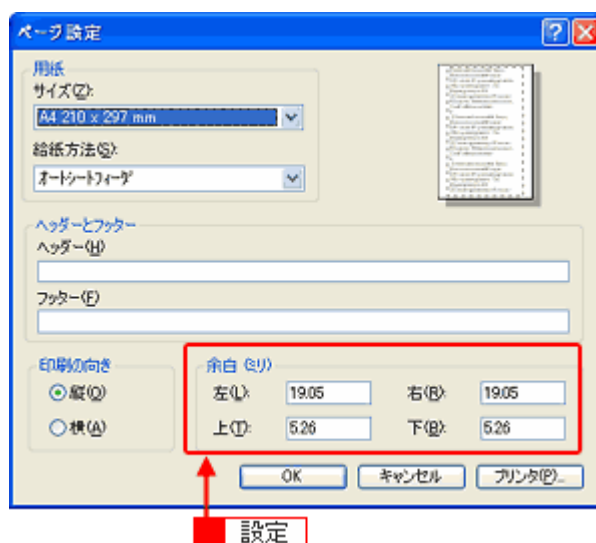 ページ設定
用紙
サイズ(Z):
A4 210 x 297 mm
給紙方法(S):
オートシートフィーダ
ヘッダーとフッター
ヘッダー(H)
フッター(F)
印刷の向き
縦(O)
横(A)
余白 (ミリ)
左(L): 19.05 右(R): 19.05
上(T): 5.26 下(B): 5.26
OK キャンセル プリンタ(P)...
設定